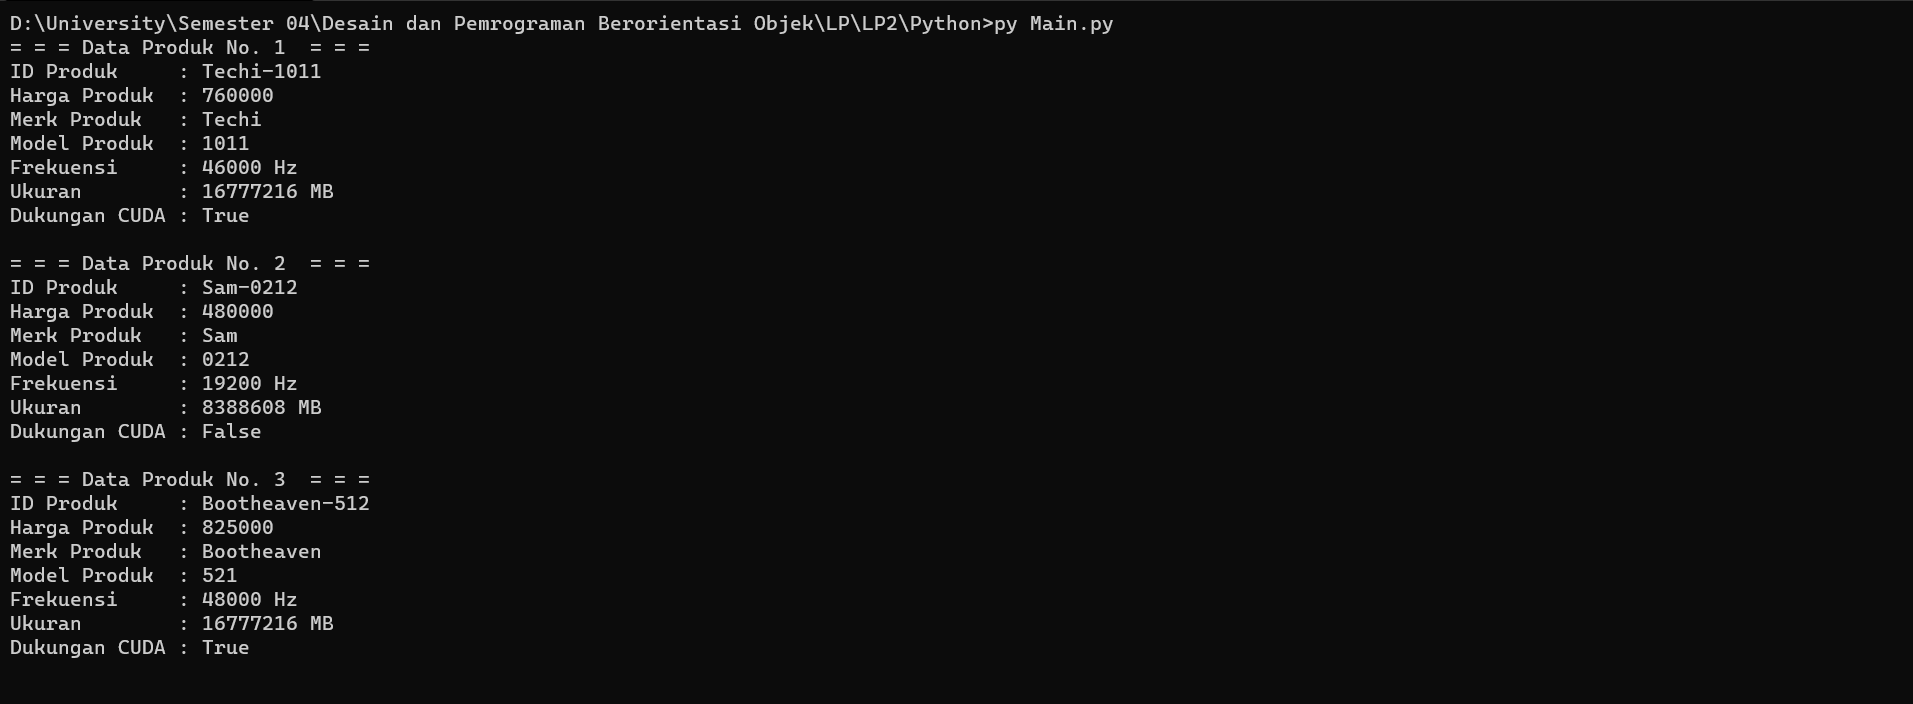 D:\University\Semester 04\Desain dan Pemrograman Berorientasi Objek\LP\LP2\Python>py Main.py
= = = Data Produk No. 1  = = =
ID Produk     : Techi-1011
Harga Produk  : 760000
Merk Produk   : Techi
Model Produk  : 1011
Frekuensi     : 46000 Hz
Ukuran        : 16777216 MB
Dukungan CUDA : True

= = = Data Produk No. 2  = = =
ID Produk     : Sam-0212
Harga Produk  : 480000
Merk Produk   : Sam
Model Produk  : 0212
Frekuensi     : 19200 Hz
Ukuran        : 8388608 MB
Dukungan CUDA : False

= = = Data Produk No. 3  = = =
ID Produk     : Bootheaven-512
Harga Produk  : 825000
Merk Produk   : Bootheaven
Model Produk  : 521
Frekuensi     : 48000 Hz
Ukuran        : 16777216 MB
Dukungan CUDA : True